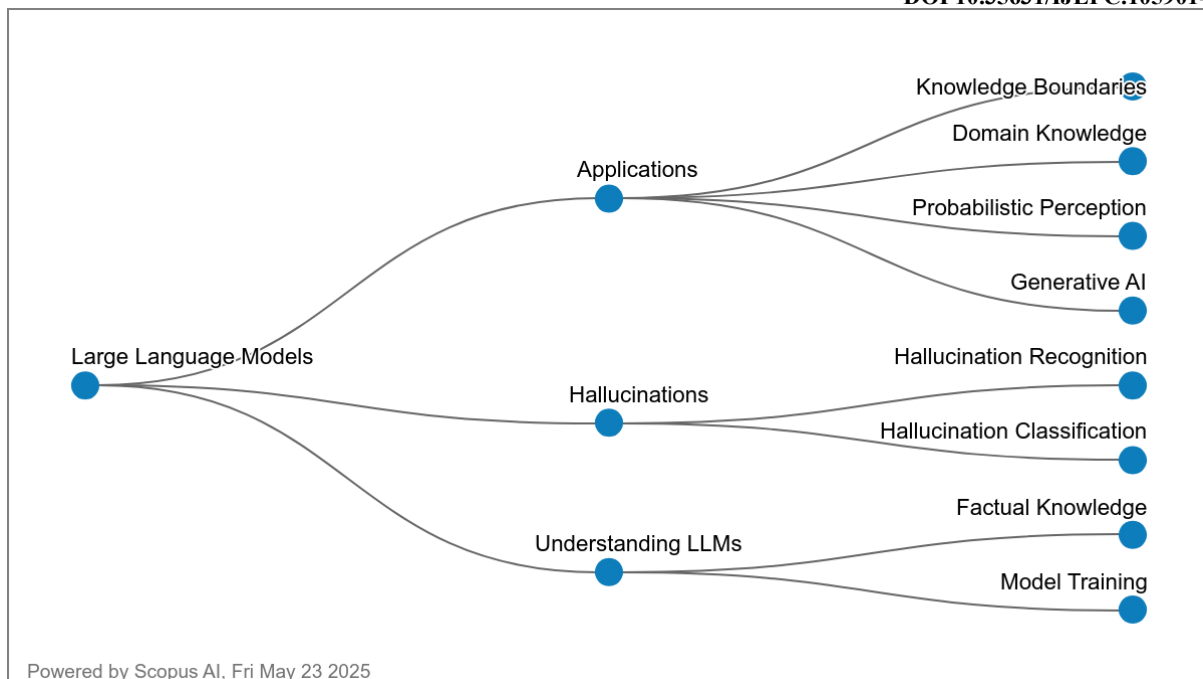 Knowledge Boundaries
Domain Knowledge
Applications
Probabilistic Perception
Generative AI
Large Language Models
Hallucination Recognition
Hallucinations
Hallucination Classification
Factual Knowledge
Understanding LLMs
Model Training
Powered by Scopus AI, Fri May 23 2025